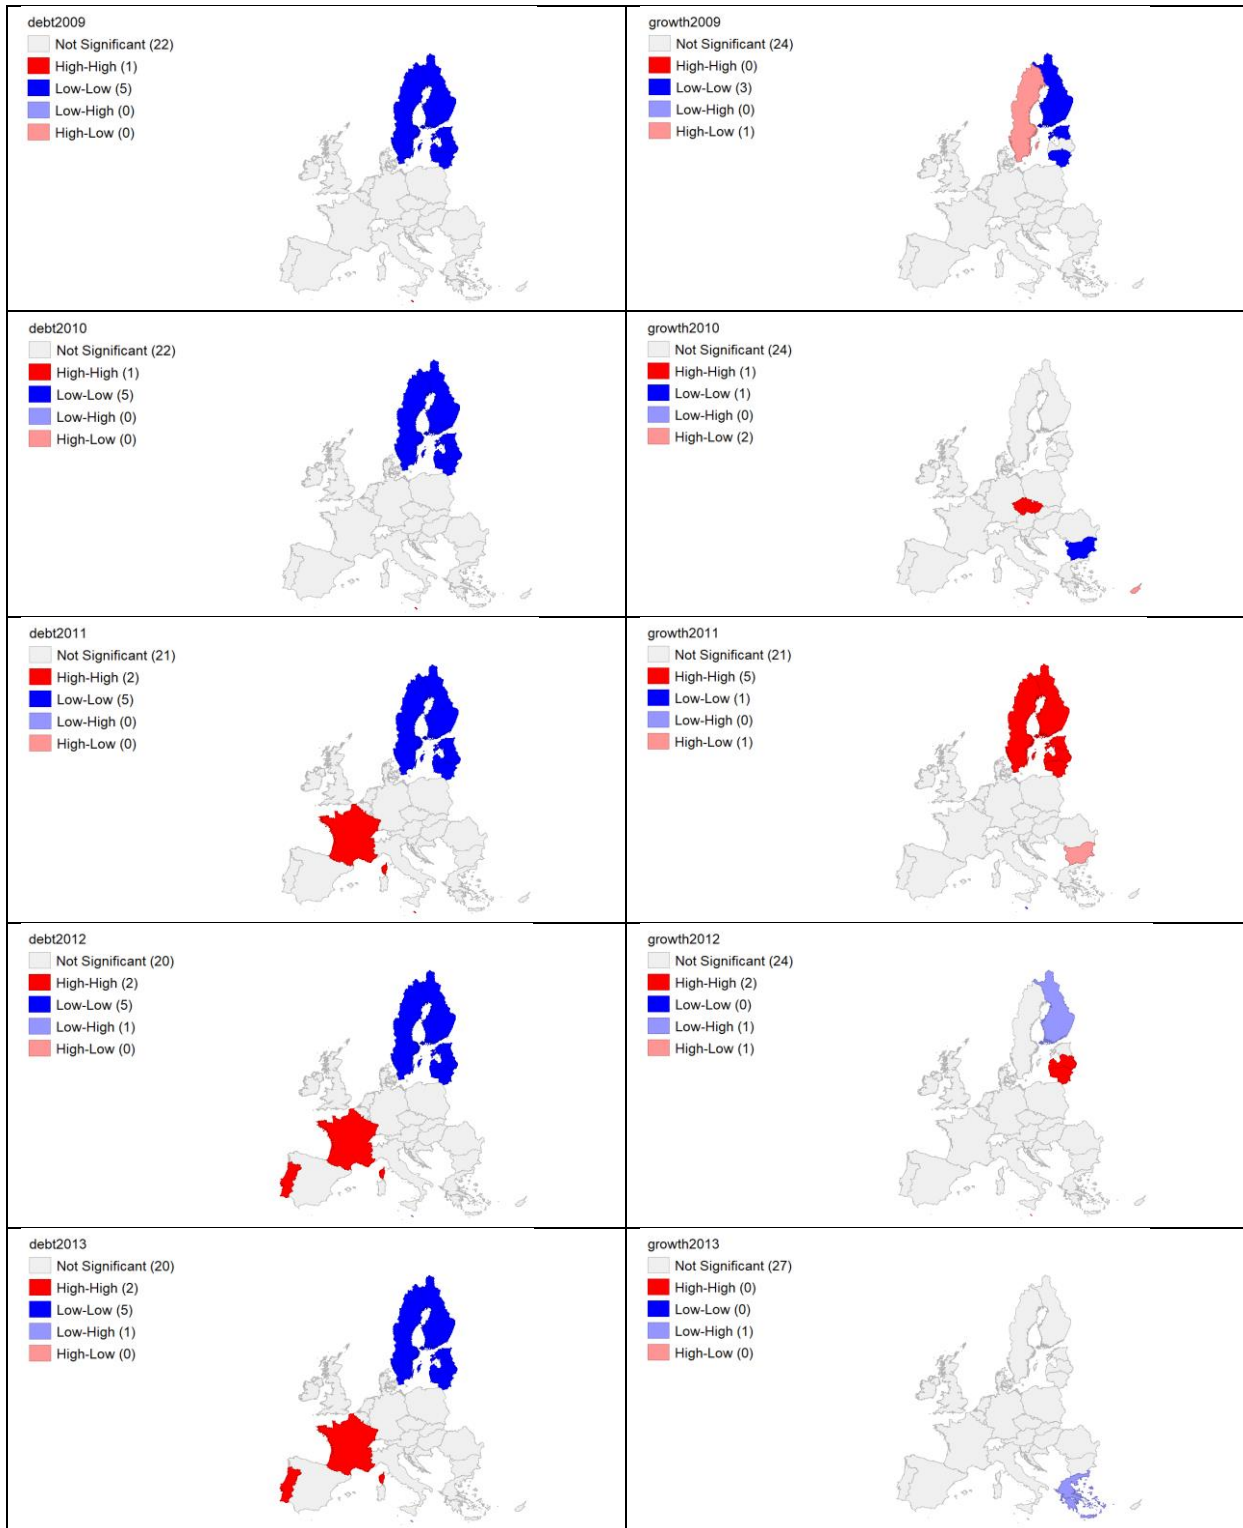 debt2009
Not Significant (22)
High-High (1)
Low-Low (5)
Low-High (0)
High-Low (0)
growth2009
Not Significant (24)
High-High (0)
Low-Low (3)
Low-High (0)
High-Low (1)
debt2010
Not Significant (22)
High-High (1)
Low-Low (5)
Low-High (0)
High-Low (0)
growth2010
Not Significant (24)
High-High (1)
Low-Low (1)
Low-High (0)
High-Low (2)
debt2011
Not Significant (21)
High-High (2)
Low-Low (5)
Low-High (0)
High-Low (0)
growth2011
Not Significant (21)
High-High (5)
Low-Low (1)
Low-High (0)
High-Low (1)
debt2012
Not Significant (20)
High-High (2)
Low-Low (5)
Low-High (1)
High-Low (0)
growth2012
Not Significant (24)
High-High (2)
Low-Low (0)
Low-High (1)
High-Low (1)
debt2013
Not Significant (20)
High-High (2)
Low-Low (5)
Low-High (1)
High-Low (0)
growth2013
Not Significant (27)
High-High (0)
Low-Low (0)
Low-High (1)
High-Low (0)